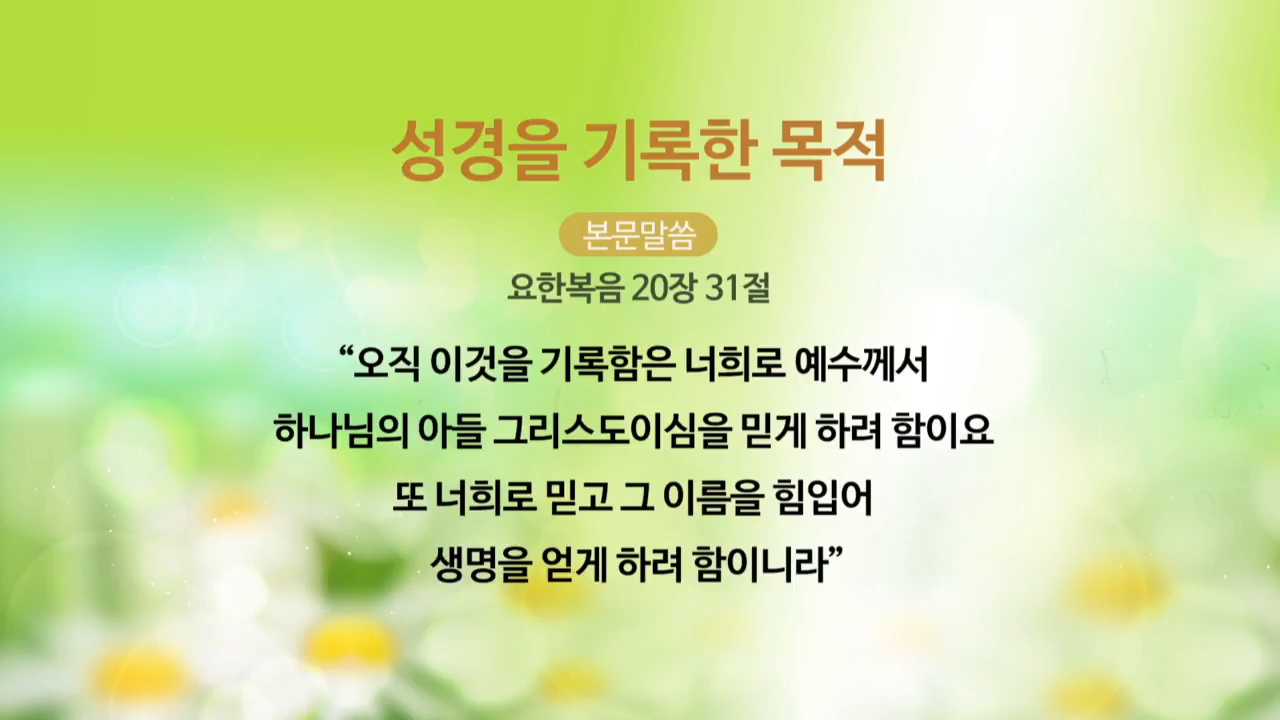 성경을 기록한 목적
본문말씀
요한복음 20장 31절
“오직 이것을 기록함은 너희로 예수께서
하나님의 아들 그리스도이심을 믿게 하려 함이요
또 너희로 믿고 그 이름을 힘입어
생명을 얻게 하려 함이니라”